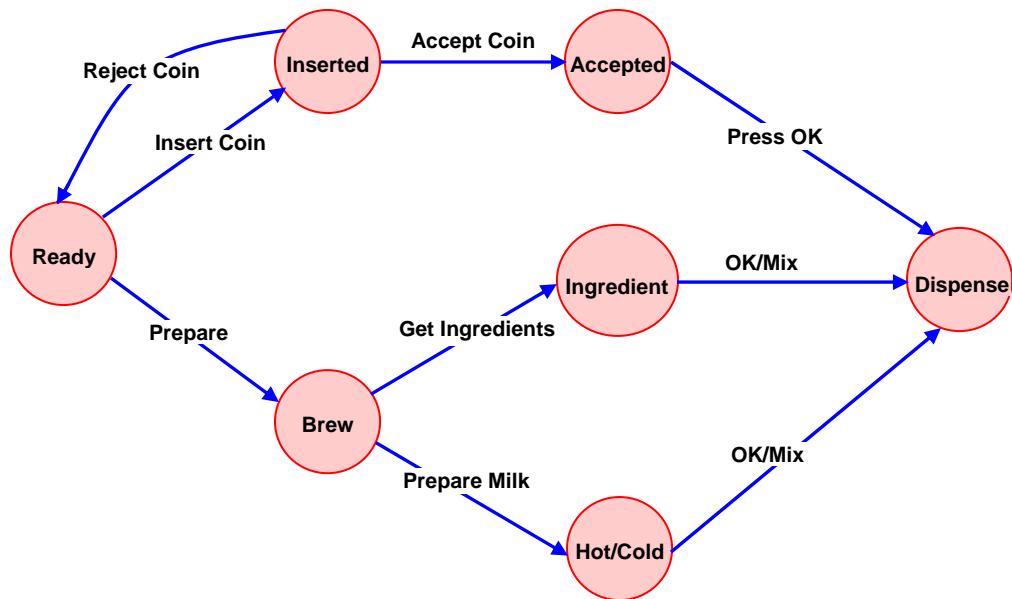 Accept Coin
Reject Coin
Inserted
Accepted
Insert Coin
Press OK
Ready
OK/Mix
Ingredient
Dispensel
Prepare
Get Ingredients
Brew
OK/Mix
Prepare Milk
Hot/Cold